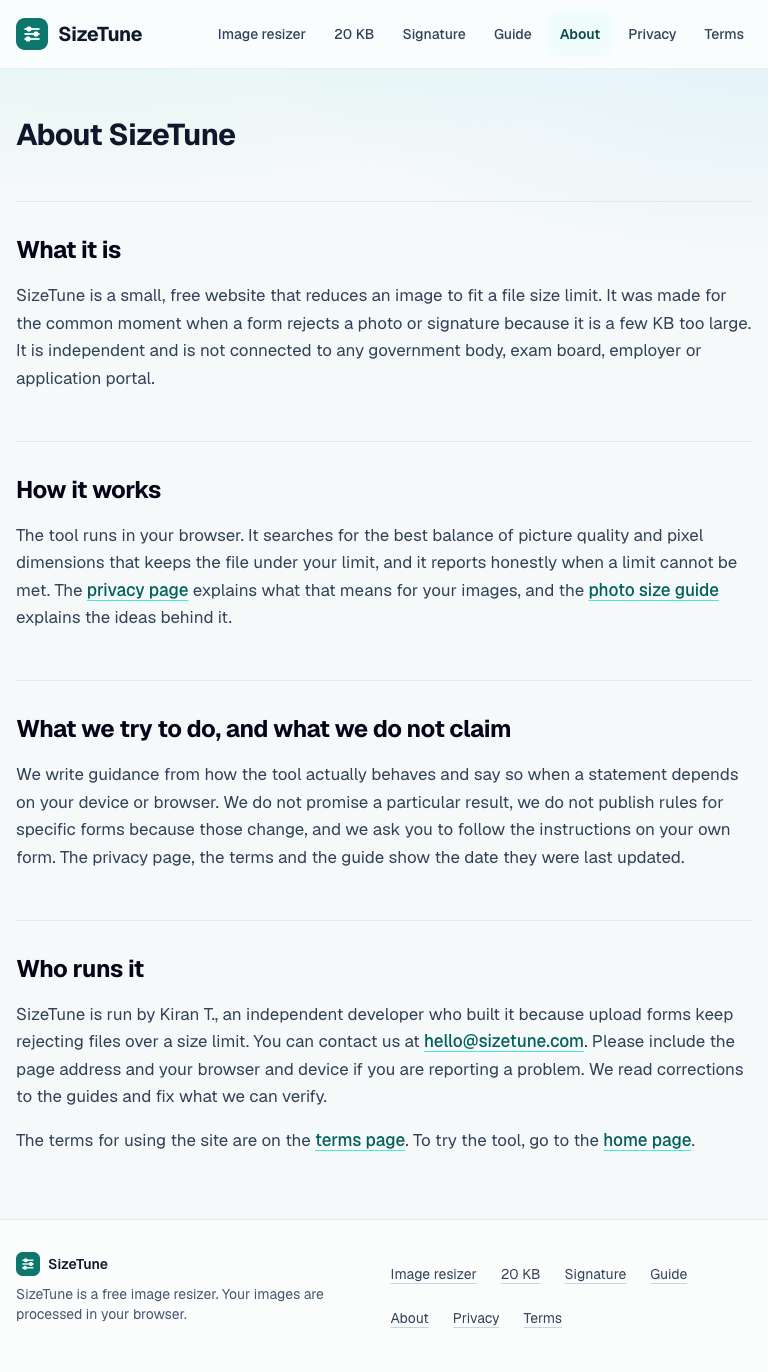 SizeTune
Image resizer
20 KB
Signature
Guide
About
Privacy
Terms
About SizeTune
What it is
SizeTune is a small, free website that reduces an image to fit a file size limit. It was made for
the common moment when a form rejects a photo or signature because it is a few KB too large.
It is independent and is not connected to any government body, exam board, employer or
application portal.
How it works
The tool runs in your browser. It searches for the best balance of picture quality and pixel
dimensions that keeps the file under your limit, and it reports honestly when a limit cannot be
met. The privacy page explains what that means for your images, and the photo size guide
explains the ideas behind it.
What we try to do, and what we do not claim
We write guidance from how the tool actually behaves and say so when a statement depends
on your device or browser. We do not promise a particular result, we do not publish rules for
specific forms because those change, and we ask you to follow the instructions on your own
form. The privacy page, the terms and the guide show the date they were last updated.
Who runs it
SizeTune is run by Kiran T., an independent developer who built it because upload forms keep
rejecting files over a size limit. You can contact us at hello@sizetune.com. Please include the
page address and your browser and device if you are reporting a problem. We read corrections
to the guides and fix what we can verify.
The terms for using the site are on the terms page. To try the tool, go to the home page.
SizeTune
SizeTune is a free image resizer. Your images are
processed in your browser.
Image resizer
20 KB
Signature
Guide
About
Privacy
Terms